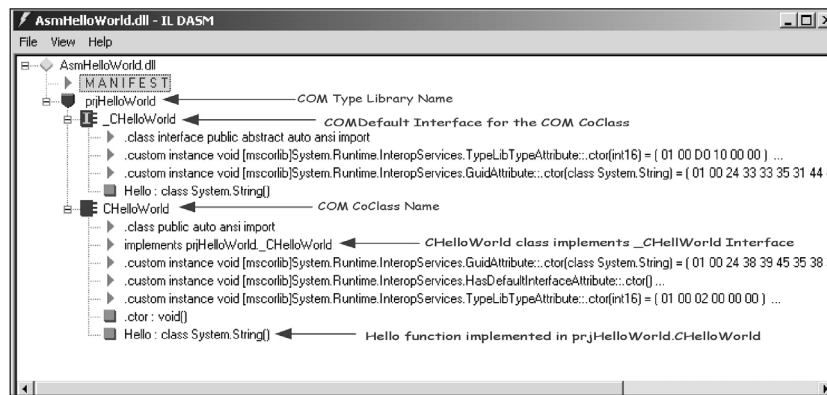 AsmHelloWorld.dll - IL DASM
File View Help
AsmHelloWorld.dll
MANIFEST
prjHelloWorld COM Type Library Name
_CHelloWorld COMDefault Interface for the COM CoClass
.class interface public abstract auto ansi import
.custom instance void [mscorlib]System.Runtime.InteropServices.TypeLibTypeAttribute::.ctor(int16) = ( 01 00 D0 10 00 00 ) ...
.custom instance void [mscorlib]System.Runtime.InteropServices.GuidAttribute::.ctor(class System.String) = ( 01 00 24 33 33 35 31 44
Hello : class System.String()
CHelloWorld COM CoClass Name
.class public auto ansi import
implements prjHelloWorld._CHelloWorld CHelloWorld class implements _CHellWorld Interface
.custom instance void [mscorlib]System.Runtime.InteropServices.GuidAttribute::.ctor(class System.String) = ( 01 00 24 38 39 45 35 38
.custom instance void [mscorlib]System.Runtime.InteropServices.HasDefaultInterfaceAttribute::.ctor() ...
.custom instance void [mscorlib]System.Runtime.InteropServices.TypeLibTypeAttribute::.ctor(int16) = ( 01 00 02 00 00 00 ) ...
.ctor : void()
Hello : class System.String() Hello function implemented in prjHelloWorld.CHelloWorld